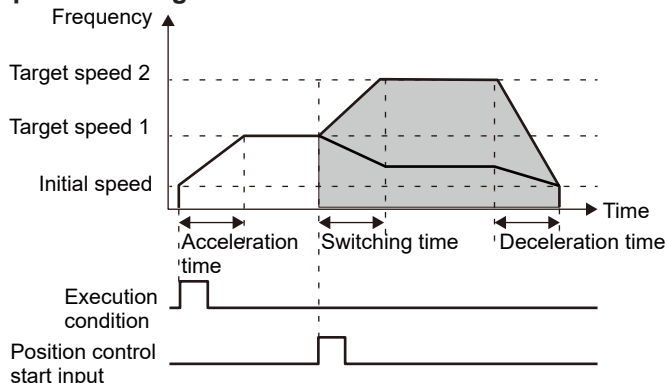 Frequency
Target speed 2
Target speed 1
Initial speed
Time
Acceleration
time
Switching time
Deceleration time
Execution
condition
Position control
start input